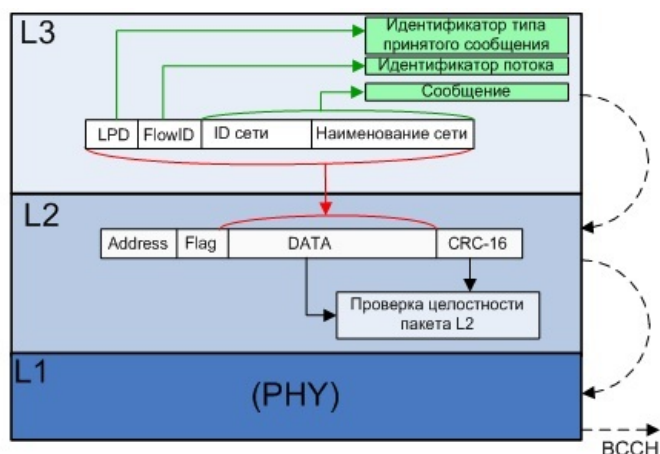 L3
Идентификатор типа
принятого сообщения
Идентификатор потока
Сообщение
LPD FlowID ID сети Наименование сети
L2
Address Flag DATA CRC-16
Проверка целостности
пакета L2
L1
(PHY)
BCCH